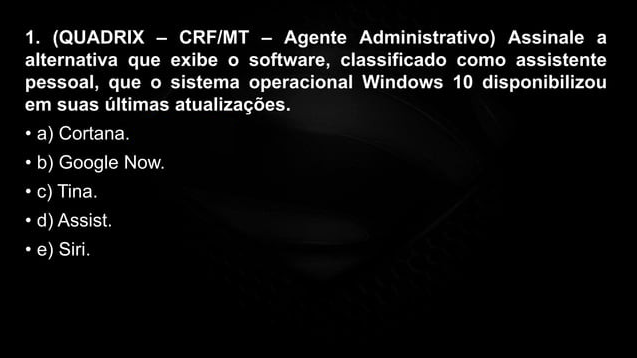 1. (QUADRIX – CRF/MT – Agente Administrativo) Assinale a
alternativa que exibe o software, classificado como assistente
pessoal, que o sistema operacional Windows 10 disponibilizou
em suas últimas atualizações.
• a) Cortana.
• b) Google Now.
• c) Tina.
• d) Assist.
• e) Siri.